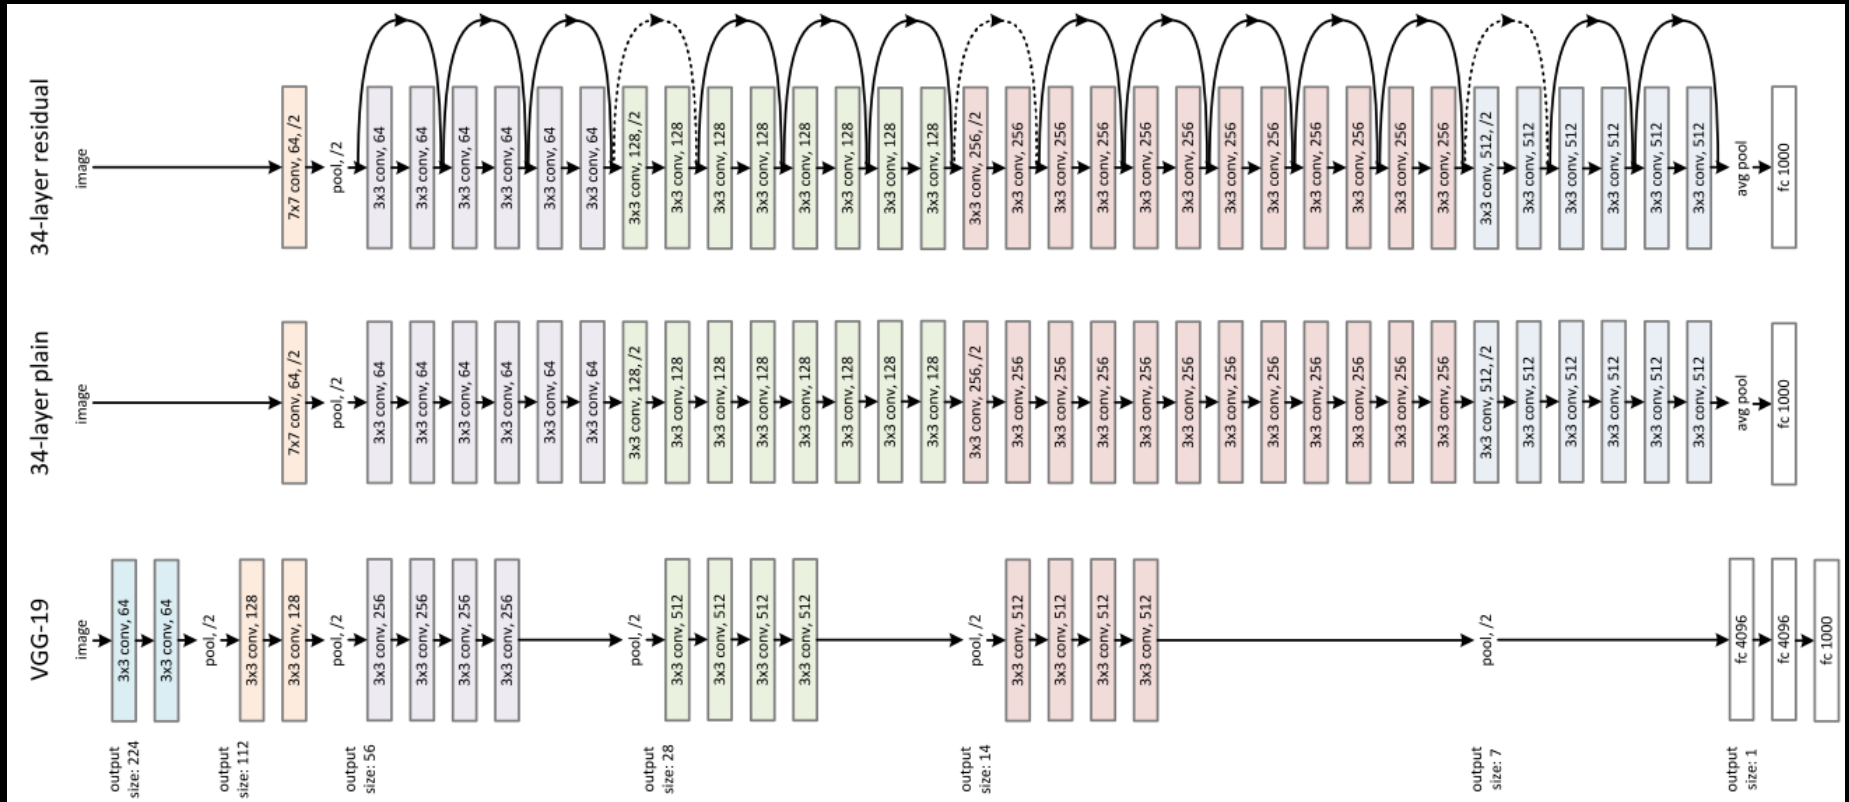 34-layer residual
image
7x7 conv, 64, /2
pool, /2
3x3 conv, 64
3x3 conv, 64
3x3 conv, 64
3x3 conv, 64
3x3 conv, 64
3x3 conv, 64
3x3 conv, 128, /2
3x3 conv, 128
3x3 conv, 128
3x3 conv, 128
3x3 conv, 128
3x3 conv, 128
3x3 conv, 128
3x3 conv, 128
3x3 conv, 256, /2
3x3 conv, 256
3x3 conv, 256
3x3 conv, 256
3x3 conv, 256
3x3 conv, 256
3x3 conv, 256
3x3 conv, 256
3x3 conv, 256
3x3 conv, 256
3x3 conv, 256
3x3 conv, 256
3x3 conv, 512, /2
3x3 conv, 512
3x3 conv, 512
3x3 conv, 512
3x3 conv, 512
3x3 conv, 512
avg pool
fc 1000
34-layer plain
image
7x7 conv, 64, /2
pool, /2
3x3 conv, 64
3x3 conv, 64
3x3 conv, 64
3x3 conv, 64
3x3 conv, 64
3x3 conv, 64
3x3 conv, 128, /2
3x3 conv, 128
3x3 conv, 128
3x3 conv, 128
3x3 conv, 128
3x3 conv, 128
3x3 conv, 128
3x3 conv, 128
3x3 conv, 256, /2
3x3 conv, 256
3x3 conv, 256
3x3 conv, 256
3x3 conv, 256
3x3 conv, 256
3x3 conv, 256
3x3 conv, 256
3x3 conv, 256
3x3 conv, 256
3x3 conv, 256
3x3 conv, 256
3x3 conv, 512, /2
3x3 conv, 512
3x3 conv, 512
3x3 conv, 512
3x3 conv, 512
3x3 conv, 512
avg pool
fc 1000
VGG-19
image
3x3 conv, 64
3x3 conv, 64
pool, /2
3x3 conv, 128
3x3 conv, 128
pool, /2
3x3 conv, 256
3x3 conv, 256
3x3 conv, 256
3x3 conv, 256
pool, /2
3x3 conv, 512
3x3 conv, 512
3x3 conv, 512
3x3 conv, 512
pool, /2
3x3 conv, 512
3x3 conv, 512
3x3 conv, 512
3x3 conv, 512
pool, /2
fc 4096
fc 4096
fc 1000
output
size: 224
output
size: 112
output
size: 56
output
size: 28
output
size: 14
output
size: 7
output
size: 1